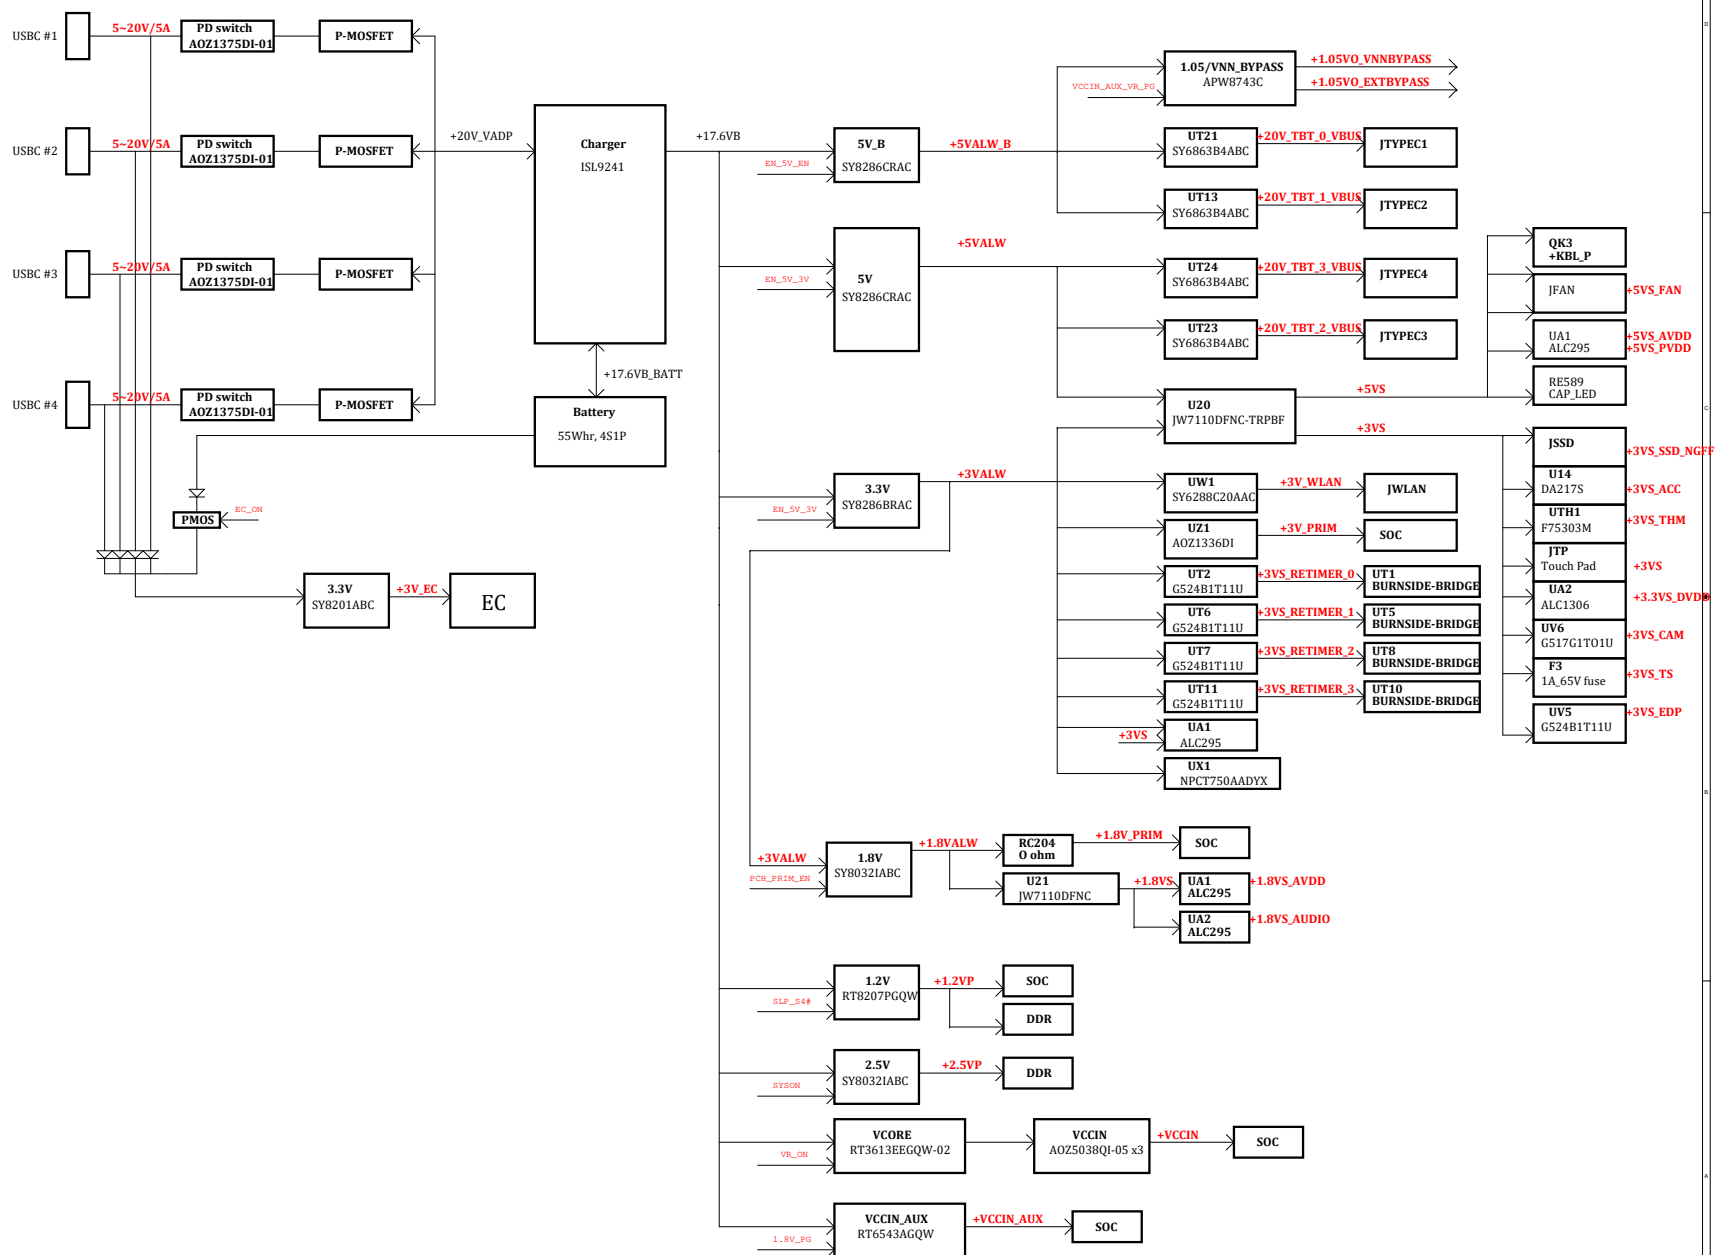 USBC #1
5~20V/5A
PD switch
AOZ1375DI-01
P-MOSFET
USBC #2
5~20V/5A
PD switch
AOZ1375DI-01
P-MOSFET
USBC #3
5~20V/5A
PD switch
AOZ1375DI-01
P-MOSFET
USBC #4
5~20V/5A
PD switch
AOZ1375DI-01
P-MOSFET
+20V_VADP
Charger
ISL9241
+17.6VB
+17.6VB_BATT
Battery
55Whr, 4S1P
PMOS
EC_ON
3.3V
SY8201ABC
+3V_EC
EC
EN_5V_EN
5V_B
SY8286CRAC
+5VALW_B
VCCIN_AUX_VR_PG
1.05/VNN_BYPASS
APW8743C
+1.05VO_VNNBYPASS
+1.05VO_EXTBYPASS
UT21
SY6863B4ABC
+20V_TBT_0_VBUS
JTYPEC1
UT13
SY6863B4ABC
+20V_TBT_1_VBUS
JTYPEC2
EN_5V_3V
5V
SY8286CRAC
+5VALW
UT24
SY6863B4ABC
+20V_TBT_3_VBUS
JTYPEC4
UT23
SY6863B4ABC
+20V_TBT_2_VBUS
JTYPEC3
U20
JW7110DFNC-TRPBF
+5VS
+3VS
QK3
+KBL_P
JFAN
+5VS_FAN
UA1
ALC295
+5VS_AVDD
+5VS_PVDD
RE589
CAP_LED
JSSD
+3VS_SSD_NGFF
U14
DA217S
+3VS_ACC
UTH1
F75303M
+3VS_THM
JTP
Touch Pad
+3VS
UA2
ALC1306
+3.3VS_DVDD
UV6
G517G1TO1U
+3VS_CAM
F3
1A_65V fuse
+3VS_TS
UV5
G524B1T11U
+3VS_EDP
EN_5V_3V
3.3V
SY8286BRAC
+3VALW
UW1
SY6288C20AAC
+3V_WLAN
JWLAN
UZ1
AOZ1336DI
+3V_PRIM
SOC
UT2
G524B1T11U
+3VS_RETIMER_0
UT1
BURNSIDE-BRIDGE
UT6
G524B1T11U
+3VS_RETIMER_1
UT5
BURNSIDE-BRIDGE
UT7
G524B1T11U
+3VS_RETIMER_2
UT8
BURNSIDE-BRIDGE
UT11
G524B1T11U
+3VS_RETIMER_3
UT10
BURNSIDE-BRIDGE
+3VS
UA1
ALC295
UX1
NPCT750AADYX
+3VALW
PCH_PRIM_EN
1.8V
SY8032IABC
+1.8VALW
RC204
O ohm
+1.8V_PRIM
SOC
U21
JW7110DFNC
+1.8VS
UA1
ALC295
+1.8VS_AVDD
UA2
ALC295
+1.8VS_AUDIO
SLP_S4#
1.2V
RT8207PGQW
+1.2VP
SOC
DDR
SYSON
2.5V
SY8032IABC
+2.5VP
DDR
VR_ON
VCORE
RT3613EEGQW-02
VCCIN
AOZ5038QI-05 x3
+VCCIN
SOC
1.8V_PG
VCCIN_AUX
RT6543AGQW
+VCCIN_AUX
SOC
D
C
B
A